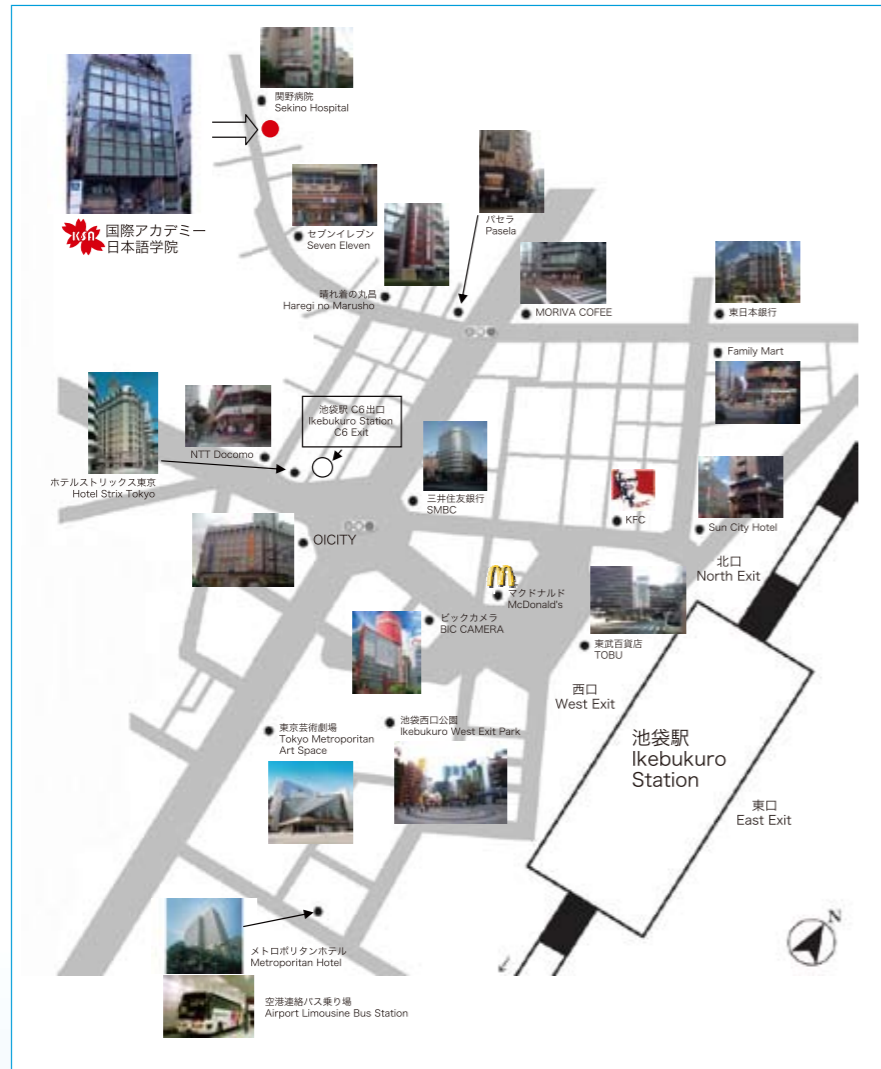 関野病院
Sekino Hospital
KSA
国際アカデミー
日本語学院
セブンイレブン
Seven Eleven
パセラ
Pasela
晴れ着の丸昌
Haregi no Marusho
MORIVA COFEE
東日本銀行
Family Mart
池袋駅 C6出口
Ikebukuro Station
C6 Exit
NTT Docomo
ホテルストリックス東京
Hotel Strix Tokyo
三井住友銀行
SMBC
KFC
KFC
Sun City Hotel
OICITY
北口
North Exit
マクドナルド
McDonald's
ビックカメラ
BIC CAMERA
東武百貨店
TOBU
西口
West Exit
東京芸術劇場
Tokyo Metroporitan
Art Space
池袋西口公園
Ikebukuro West Exit Park
池袋駅
Ikebukuro
Station
東口
East Exit
N
メトロポリタンホテル
Metroporitan Hotel
空港連絡バス乗り場
Airport Limousine Bus Station